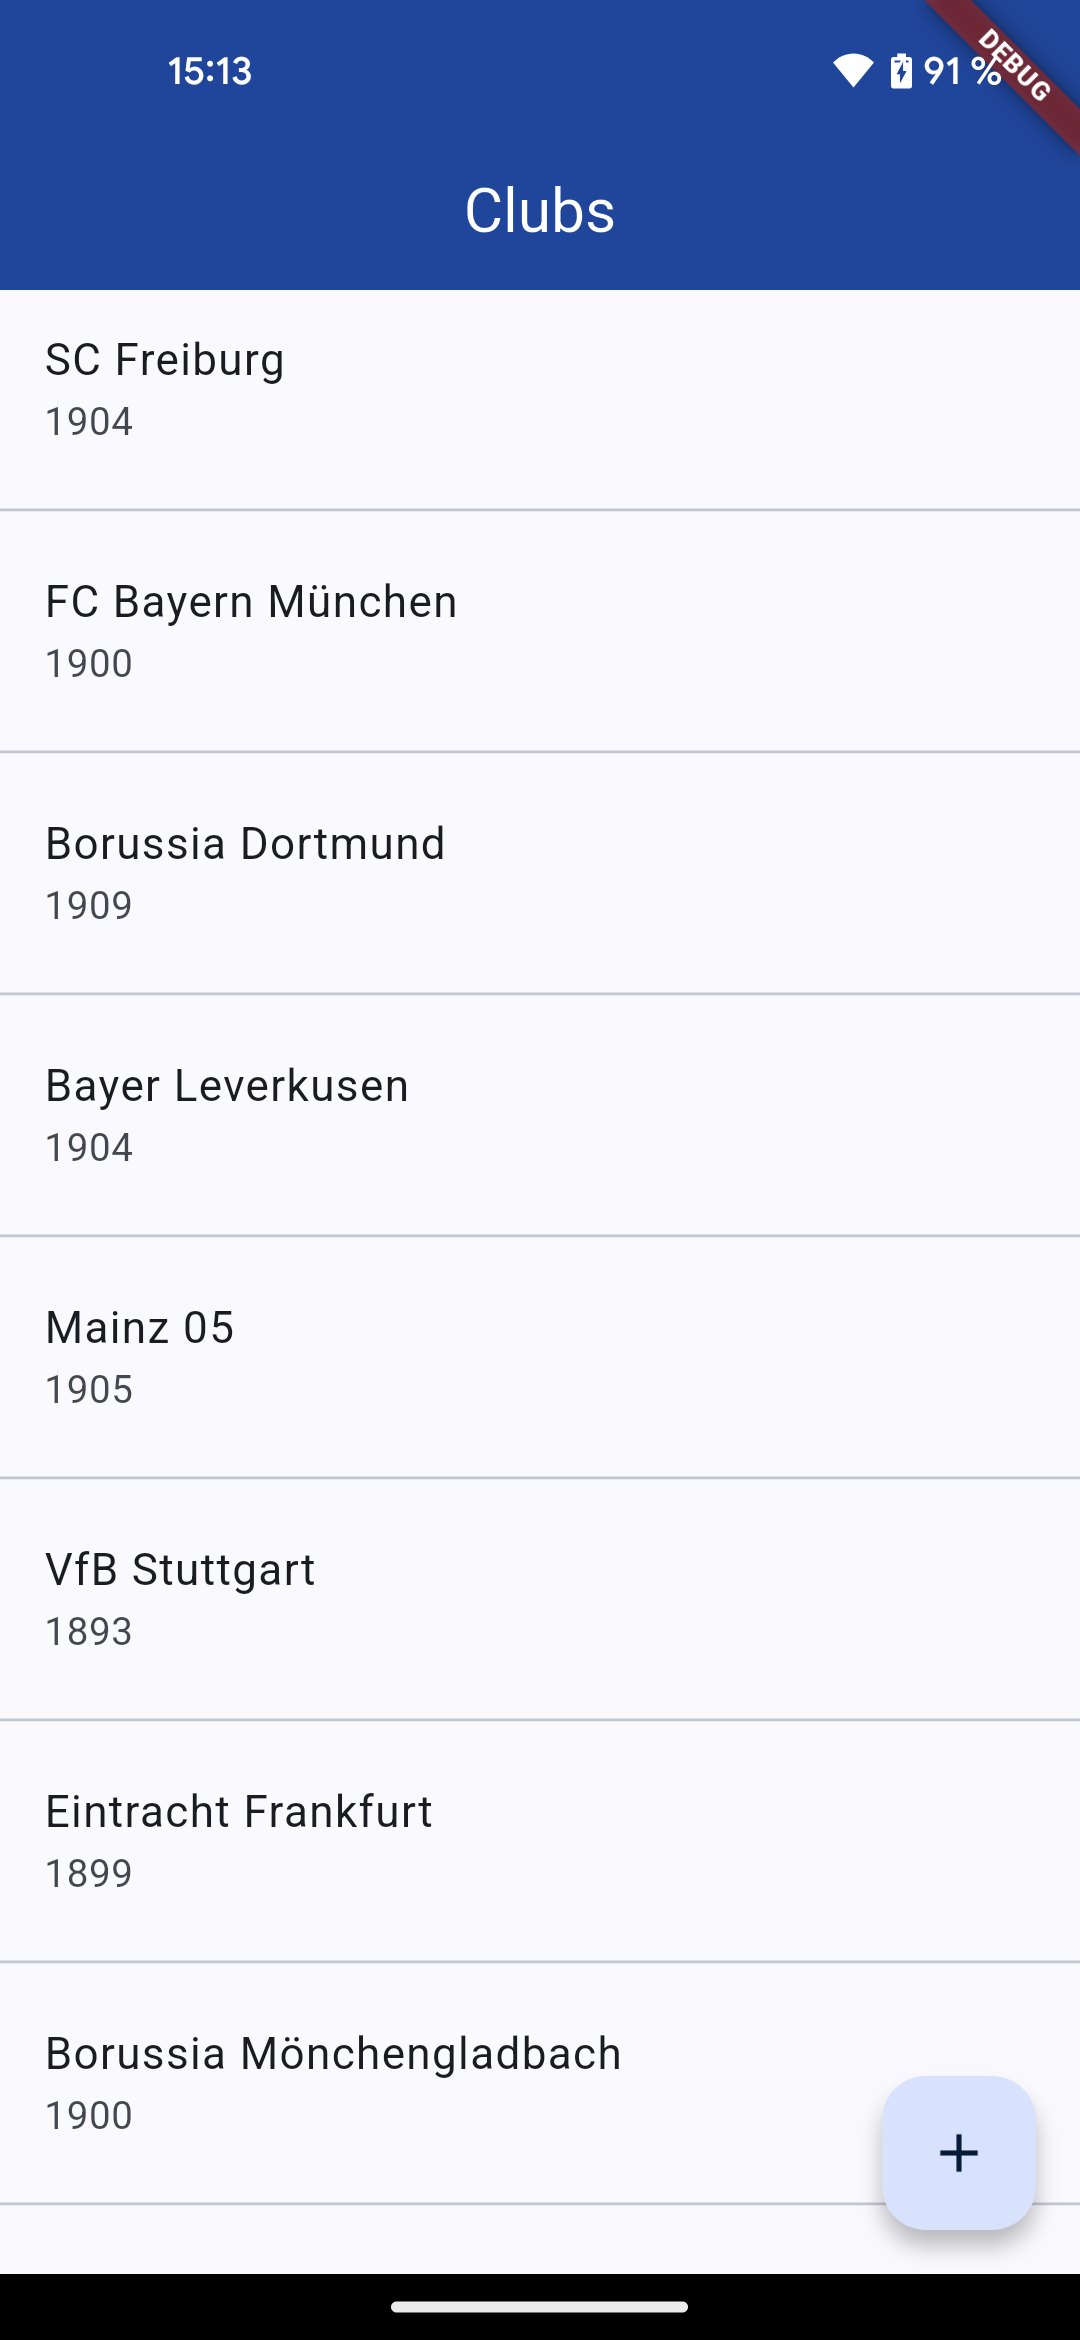 15:13
91 %
DEBUG
Clubs
SC Freiburg
1904
FC Bayern München
1900
Borussia Dortmund
1909
Bayer Leverkusen
1904
Mainz 05
1905
VfB Stuttgart
1893
Eintracht Frankfurt
1899
Borussia Mönchengladbach
1900